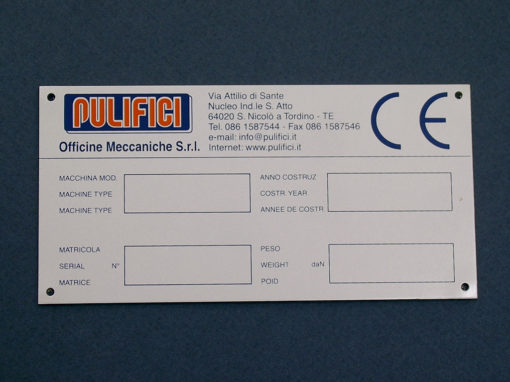 PULIFICI
Officine Meccaniche S.r.l.
Via Attilio di Sante
Nucleo Ind.le S. Atto
64020 S. Nicolò a Tordino - TE
Tel. 086 1587544 - Fax 086 1587546
e-mail: info@pulifici.it
Internet: www.pulifici.it
CE
MACCHINA MOD.
MACHINE TYPE
MACHINE TYPE
ANNO COSTRUZ
COSTR. YEAR
ANNEE DE COSTR.
MATRICOLA
SERIAL N°
MATRICE
PESO
WEIGHT daN.
POID